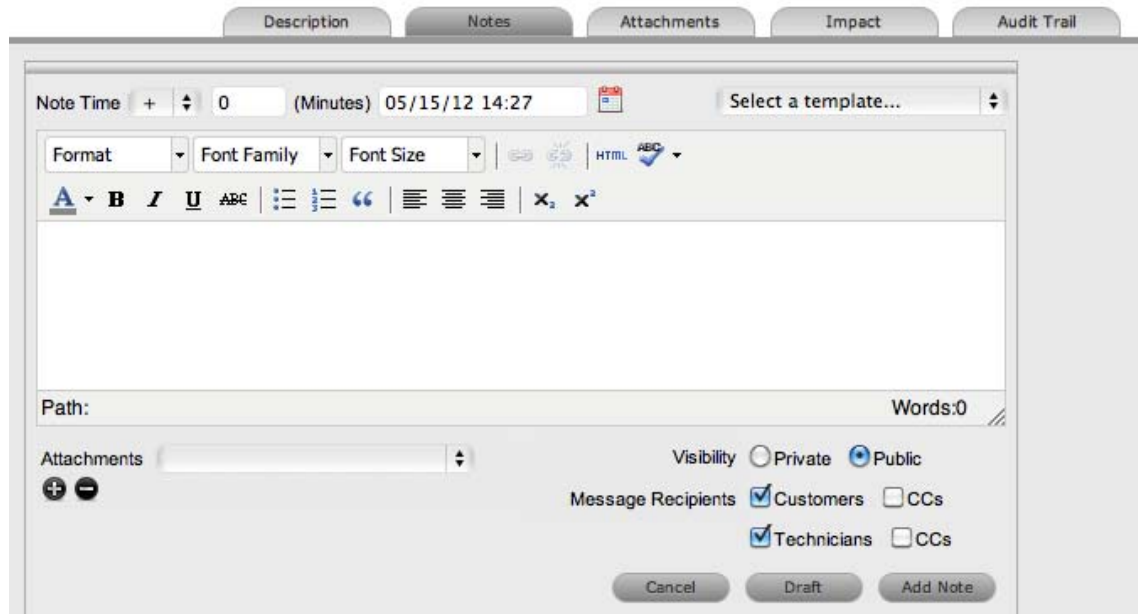 Description Notes Attachments Impact Audit Trail
Note Time + 0 (Minutes) 05/15/12 14:27 Select a template...
Format Font Family Font Size HTML ABC
A B I U ABC x₂ x²
Path: Words:0
Attachments Visibility Private Public
Message Recipients Customers CCs
Technicians CCs
Cancel Draft Add Note